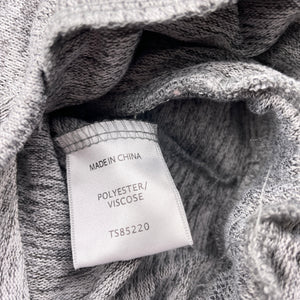 MADE IN CHINA
POLYESTER/
VISCOSE
TS85220